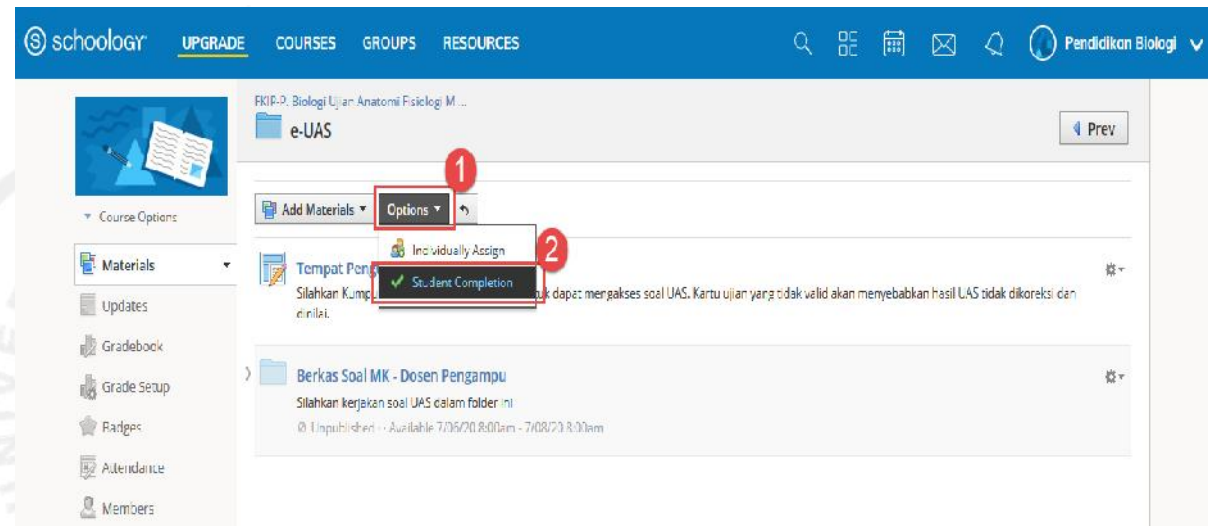 schoology UPGRADE COURSES GROUPS RESOURCES Pendidikan Biologi
FKIP-P. Biologi Ujian Anatomi Fisiologi M ...
e-UAS
Prev
1
Course Options
Add Materials Options
Individually Assign
2
Student Completion
Materials
Tempat
Silahkan dapat mengakses soal UAS. Kartu ujian yang tidak valid akan menyebabkan hasil UAS tidak dikoreksi dan
dinilai.
Updates
Gradebook
Grade Setup
Berkas Soal MK - Dosen Pengampu
Silahkan kerjakan soal UAS dalam folder ini
Badges
Unpublished · Available 7/06/20 8:00am - 7/08/20 8:00am
Attendance
Members